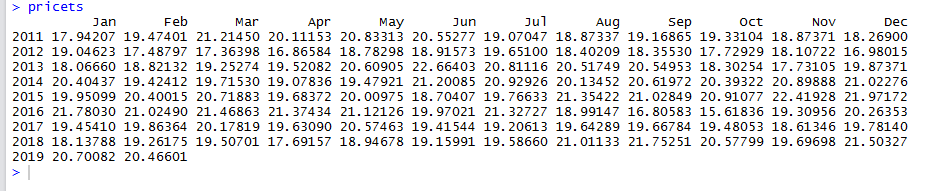 > pricets
Jan Feb Mar Apr May Jun Jul Aug Sep Oct Nov Dec
2011 17.94207 19.47401 21.21450 20.11153 20.83313 20.55277 19.07047 18.87337 19.16865 19.33104 18.87371 18.26900
2012 19.04623 17.48797 17.36398 16.86584 18.78298 18.91573 19.65100 18.40209 18.35530 17.72929 18.10722 16.98015
2013 18.06660 18.82132 19.25274 19.52082 20.60905 22.66403 20.81116 20.51749 20.54953 18.30254 17.73105 19.87371
2014 20.40437 19.42412 19.71530 19.07836 19.47921 21.20085 20.92926 20.13452 20.61972 20.39322 20.89888 21.02276
2015 19.95099 20.40015 20.71883 19.68372 20.00975 18.70407 19.76633 21.35422 21.02849 20.91077 22.41928 21.97172
2016 21.78030 21.02490 21.46863 21.37434 21.12126 19.97021 21.32727 18.99147 16.80583 15.61836 19.30956 20.26353
2017 19.45410 19.86364 20.17819 19.63090 20.57463 19.41544 19.20613 19.64289 19.66784 19.48053 18.61346 19.78140
2018 18.13788 19.26175 19.50701 17.69157 18.94678 19.15991 19.58660 21.01133 21.75251 20.57799 19.69698 21.50327
2019 20.70082 20.46601
>